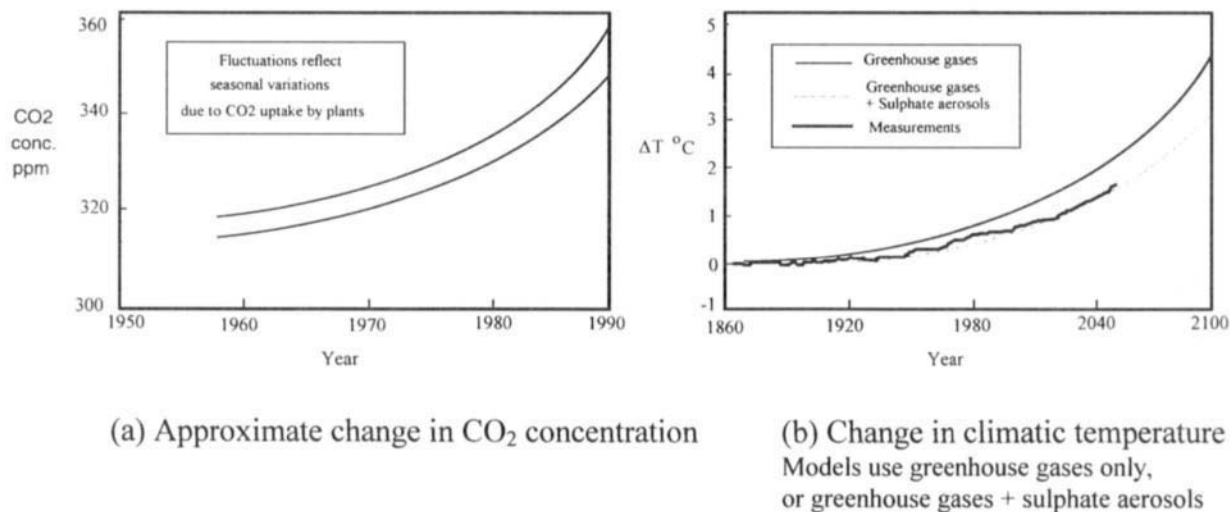 360
340
320
300
CO2
conc.
ppm
Fluctuations reflect
seasonal variations
due to CO2 uptake by plants
1950 1960 1970 1980 1990
Year
5
4
3
2
1
0
-1
ΔT °C
Greenhouse gases
Greenhouse gases
+ Sulphate aerosols
Measurements
1860 1920 1980 2040 2100
Year
(a) Approximate change in CO₂ concentration
(b) Change in climatic temperature
Models use greenhouse gases only,
or greenhouse gases + sulphate aerosols